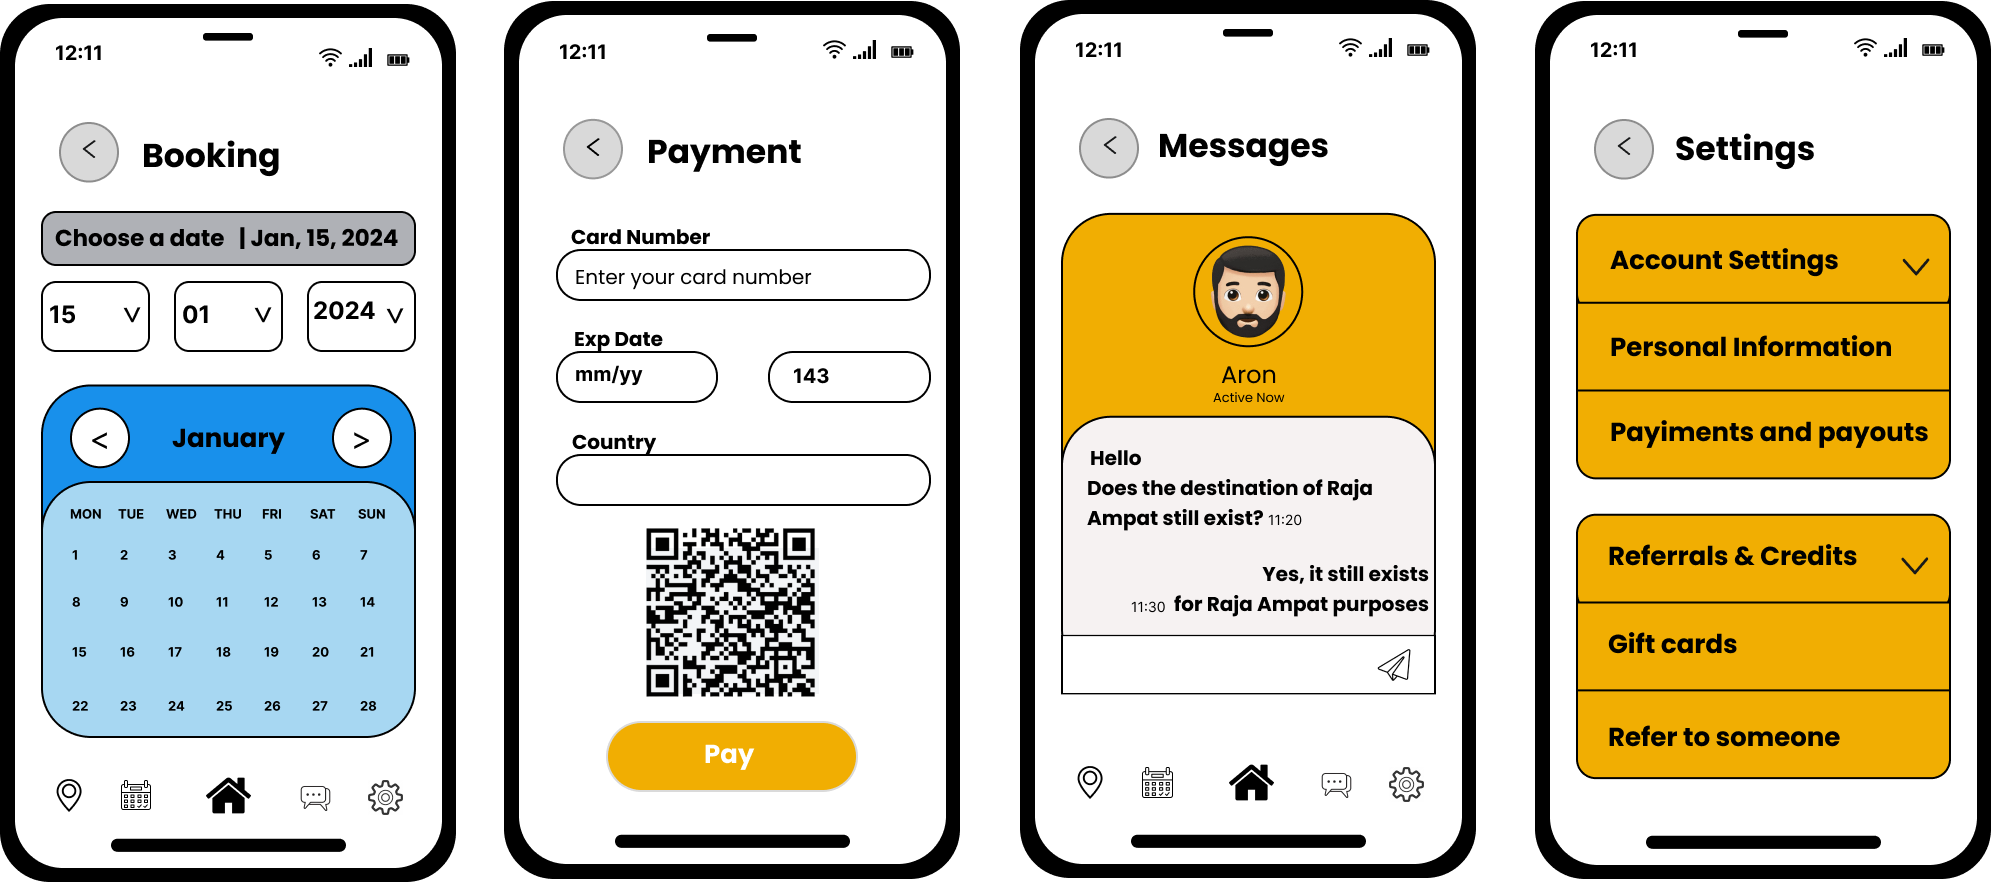 12:11
Booking
Choose a date | Jan, 15, 2024
15 V 01 V 2024 V
< January >
MON TUE WED THU FRI SAT SUN
1 2 3 4 5 6 7
8 9 10 11 12 13 14
15 16 17 18 19 20 21
22 23 24 25 26 27 28
12:11
Payment
Card Number
Enter your card number
Exp Date
mm/yy 143
Country
Pay
12:11
Messages
Aron
Active Now
Hello
Does the destination of Raja
Ampat still exist? 11:20
Yes, it still exists
11:30 for Raja Ampat purposes
12:11
Settings
Account Settings
Personal Information
Payiments and payouts
Referrals & Credits
Gift cards
Refer to someone